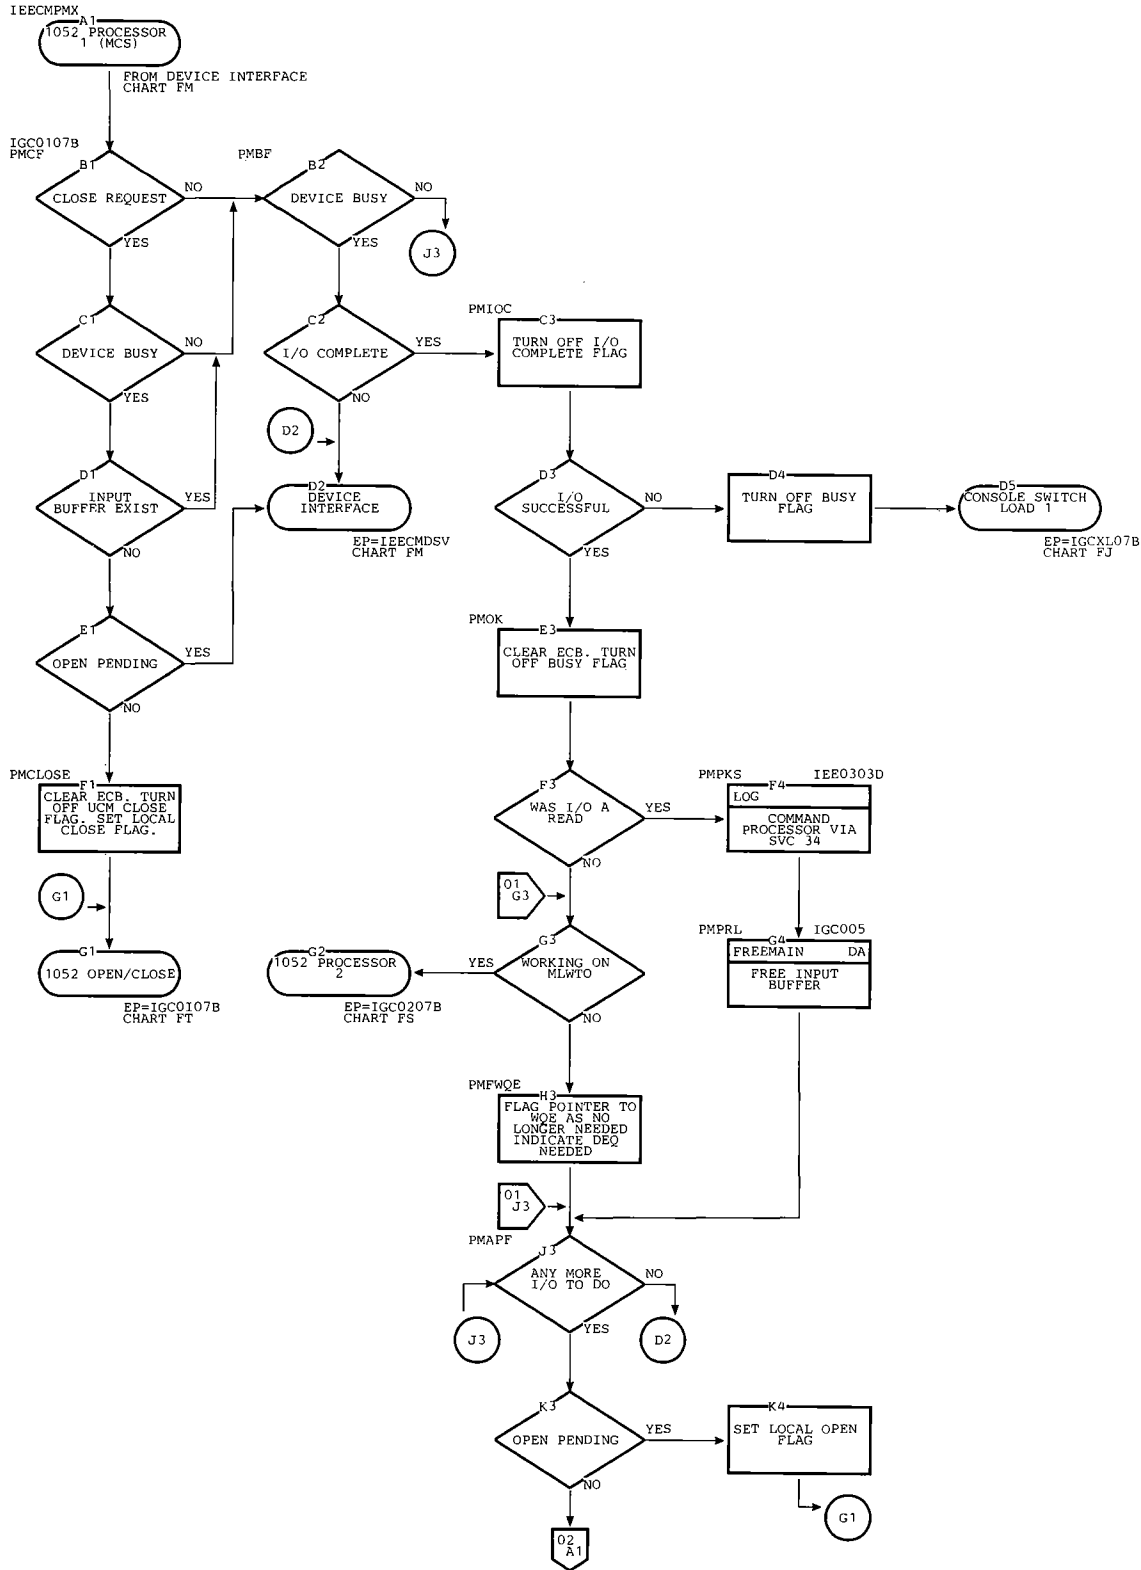 IEECMPMX
A1
1052 PROCESSOR
1 (MCS)
FROM DEVICE INTERFACE
CHART FM
IGC0107B
PMCF
B1
CLOSE REQUEST
NO
YES
PMBF
B2
DEVICE BUSY
NO
YES
J3
C1
DEVICE BUSY
NO
YES
C2
I/O COMPLETE
YES
NO
PMIOC
C3
TURN OFF I/O
COMPLETE FLAG
D2
D1
INPUT
BUFFER EXIST
YES
NO
D2
DEVICE
INTERFACE
EP=IEECMDSV
CHART FM
D3
I/O
SUCCESSFUL
NO
YES
D4
TURN OFF BUSY
FLAG
D5
CONSOLE SWITCH
LOAD 1
EP=IGCXL07B
CHART FJ
E1
OPEN PENDING
YES
NO
PMOK
E3
CLEAR ECB. TURN
OFF BUSY FLAG
PMCLOSE
F1
CLEAR ECB. TURN
OFF UCM CLOSE
FLAG. SET LOCAL
CLOSE FLAG.
F3
WAS I/O A
READ
YES
NO
PMPKS
IEE0303D
F4
LOG
COMMAND
PROCESSOR VIA
SVC 34
G1
01
G3
G1
1052 OPEN/CLOSE
EP=IGC0I07B
CHART FT
G2
1052 PROCESSOR
2
EP=IGC0207B
CHART FS
G3
WORKING ON
MLWTO
YES
NO
PMPRL
IGC005
G4
FREEMAIN DA
FREE INPUT
BUFFER
PMFWQE
H3
FLAG POINTER TO
WQE AS NO
LONGER NEEDED
INDICATE DEQ
NEEDED
01
J3
PMAPF
J3
ANY MORE
I/O TO DO
NO
YES
J3
D2
K3
OPEN PENDING
YES
NO
K4
SET LOCAL OPEN
FLAG
G1
02
A1